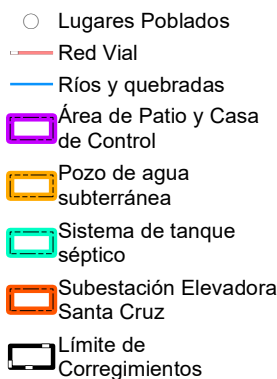 Lugares Poblados
Red Vial
Ríos y quebradas
Área de Patio y Casa
de Control
Pozo de agua
subterránea
Sistema de tanque
séptico
Subestación Elevadora
Santa Cruz
Límite de
Corregimientos